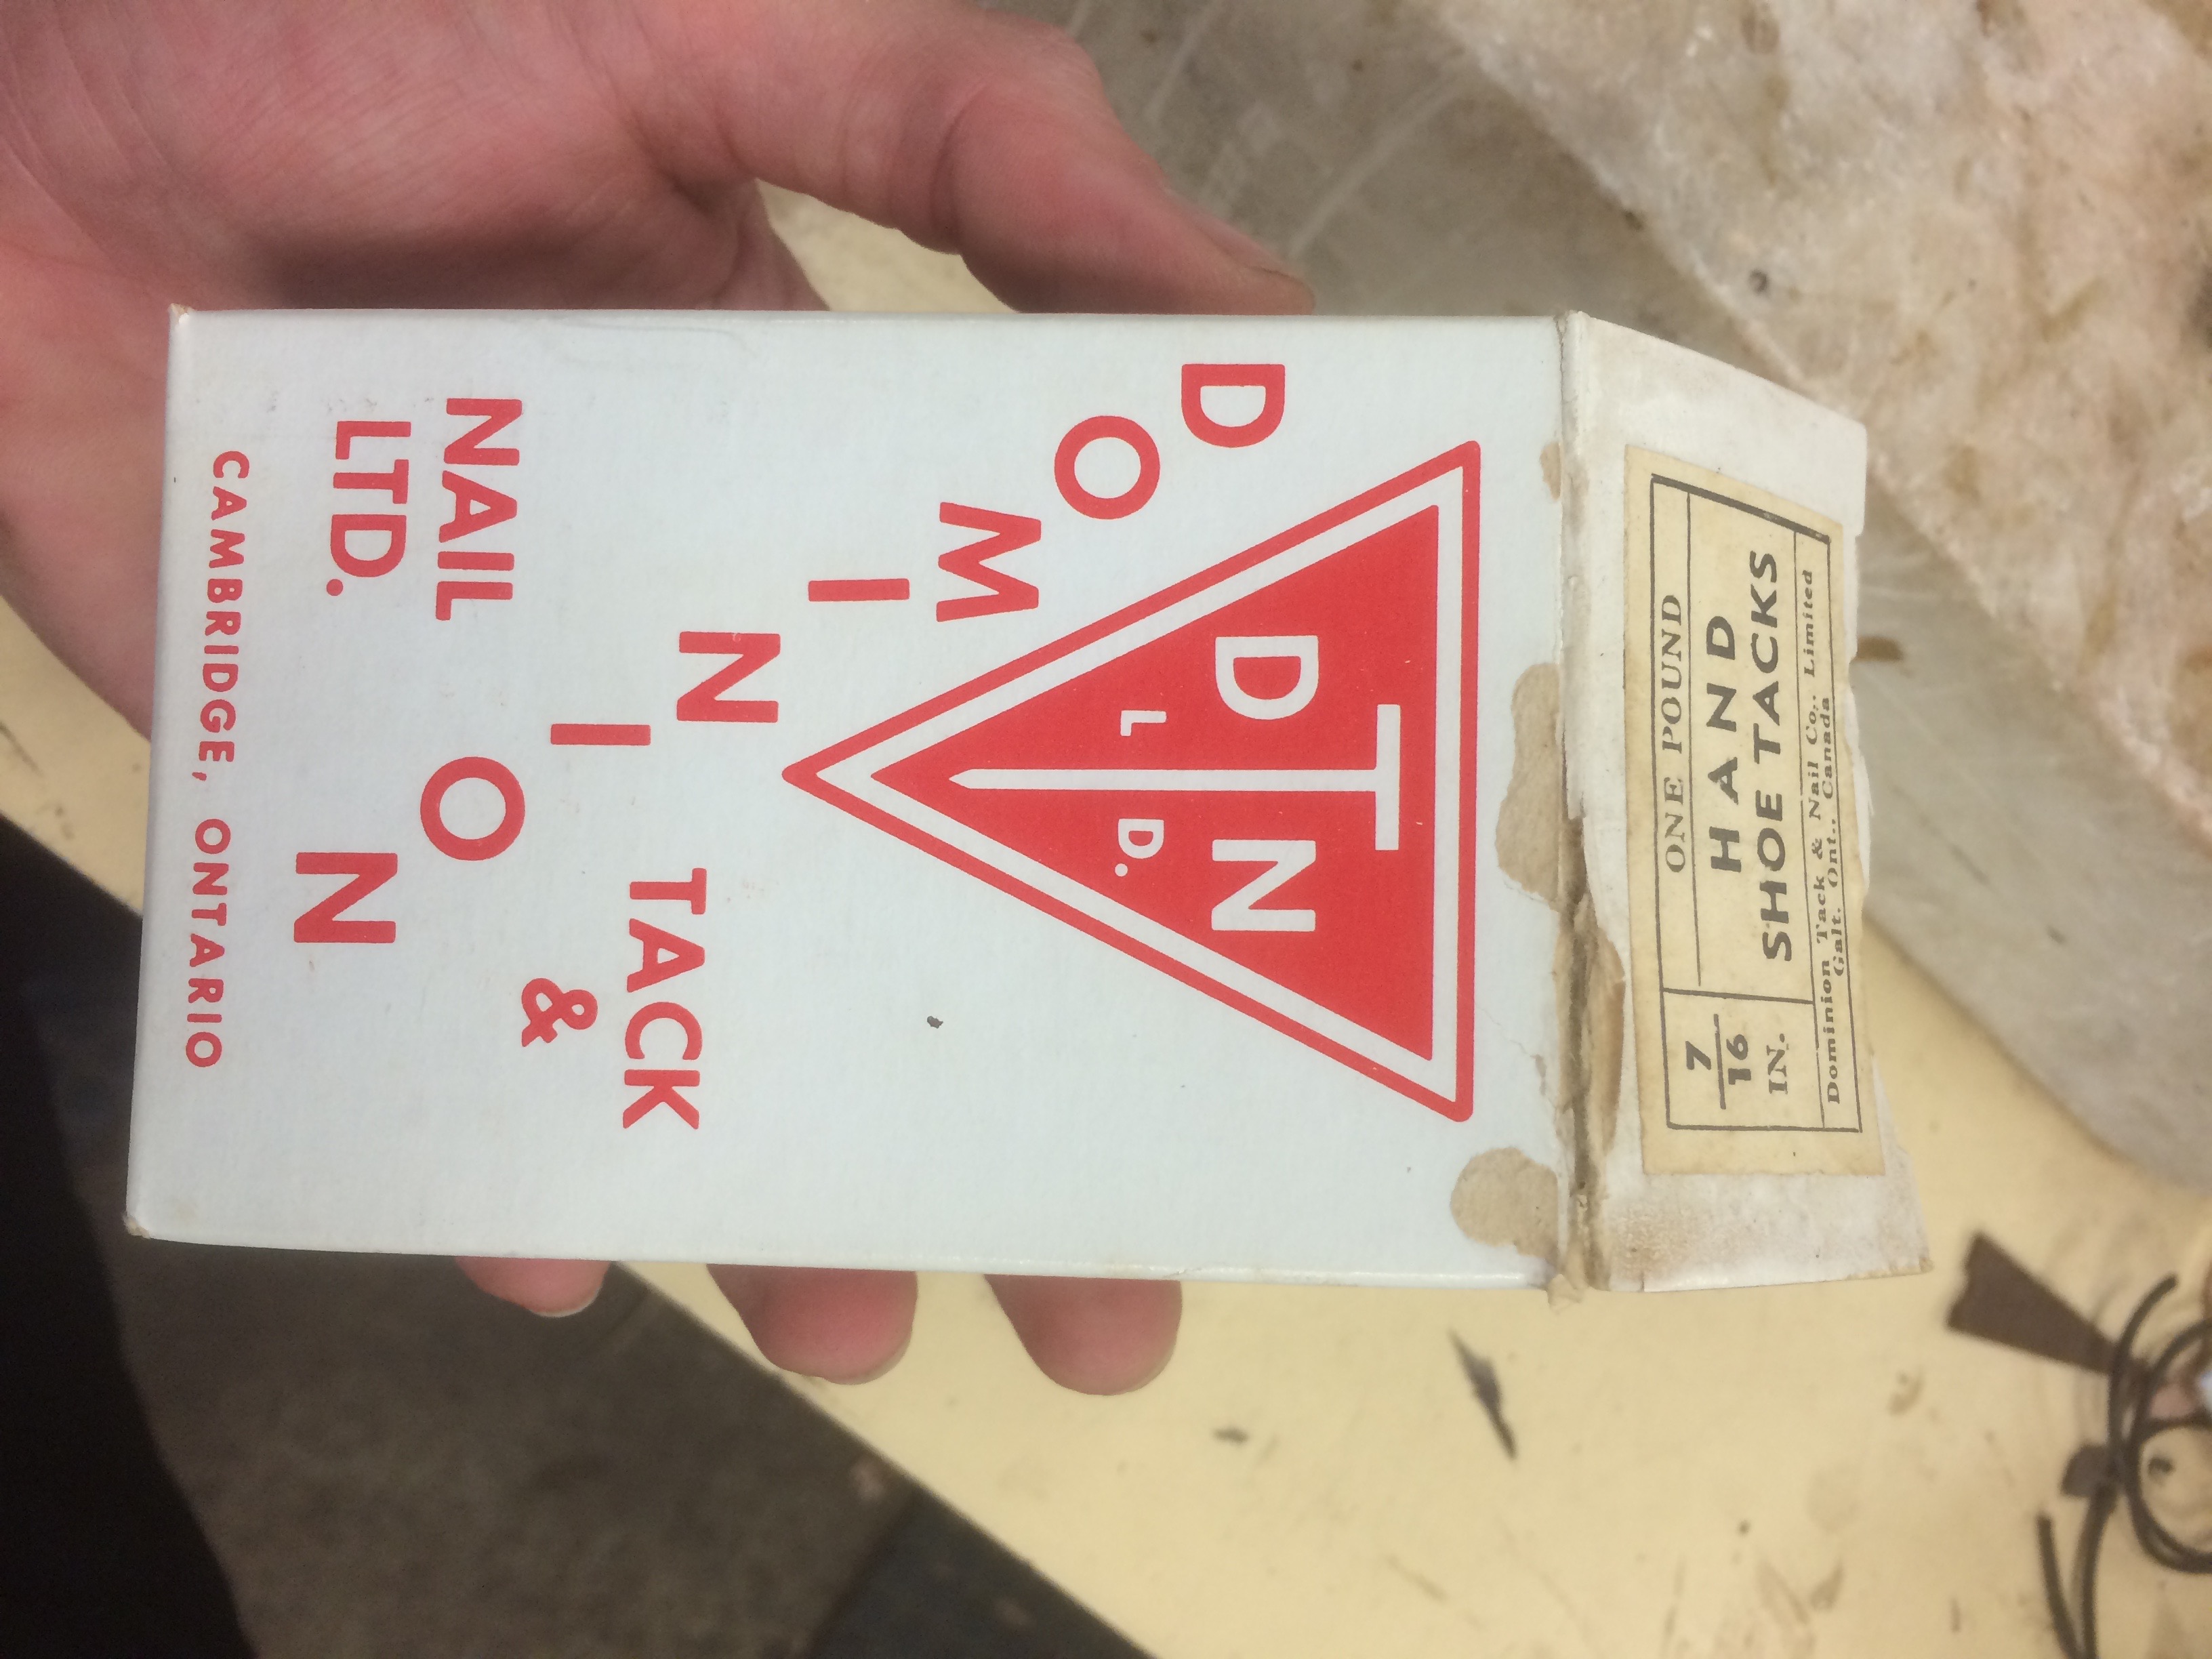 T
D N
L D.
DOMINION
TACK
&
NAIL
LTD.
CAMBRIDGE, ONTARIO
ONE POUND
HAND
SHOE TACKS
7/16
IN.
Dominion Tack & Nail Co., Limited
Galt. Ont., Canada